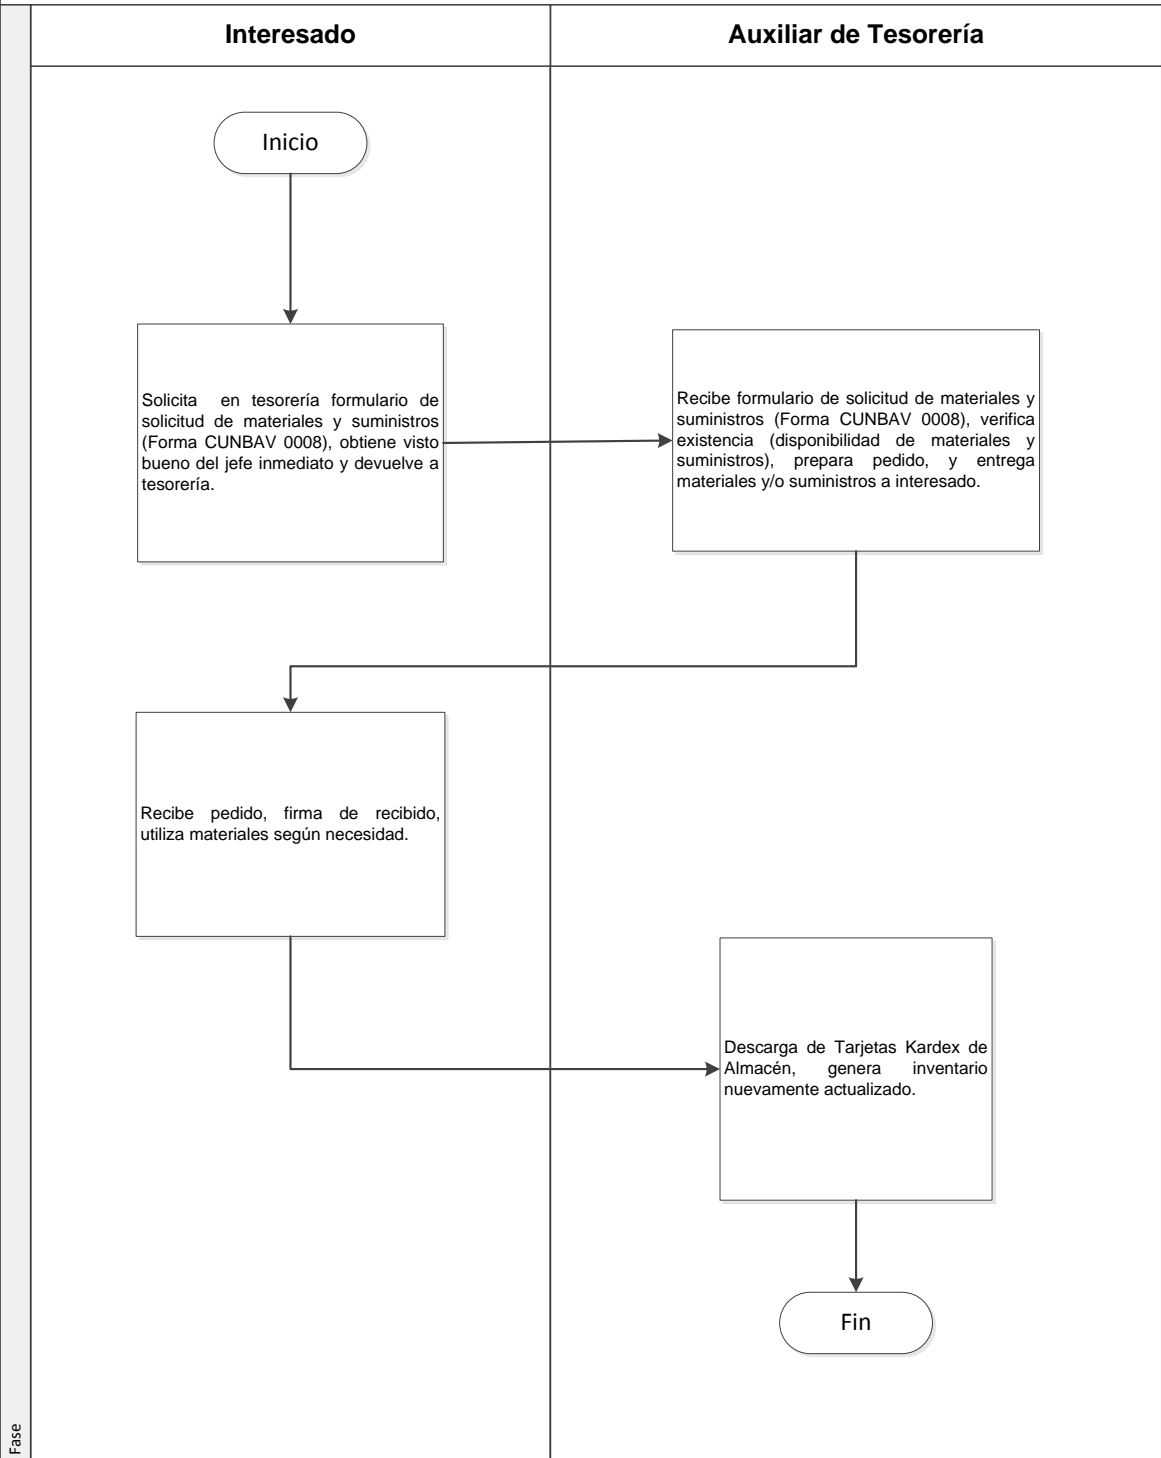 Interesado
Auxiliar de Tesorería
Inicio
Solicita en tesorería formulario de
solicitud de materiales y suministros
(Forma CUNBAV 0008), obtiene visto
bueno del jefe inmediato y devuelve a
tesorería.
Recibe formulario de solicitud de materiales y
suministros (Forma CUNBAV 0008), verifica
existencia (disponibilidad de materiales y
suministros), prepara pedido, y entrega
materiales y/o suministros a interesado.
Recibe pedido, firma de recibido,
utiliza materiales según necesidad.
Descarga de Tarjetas Kardex de
Almacén, genera inventario
nuevamente actualizado.
Fin
Fase